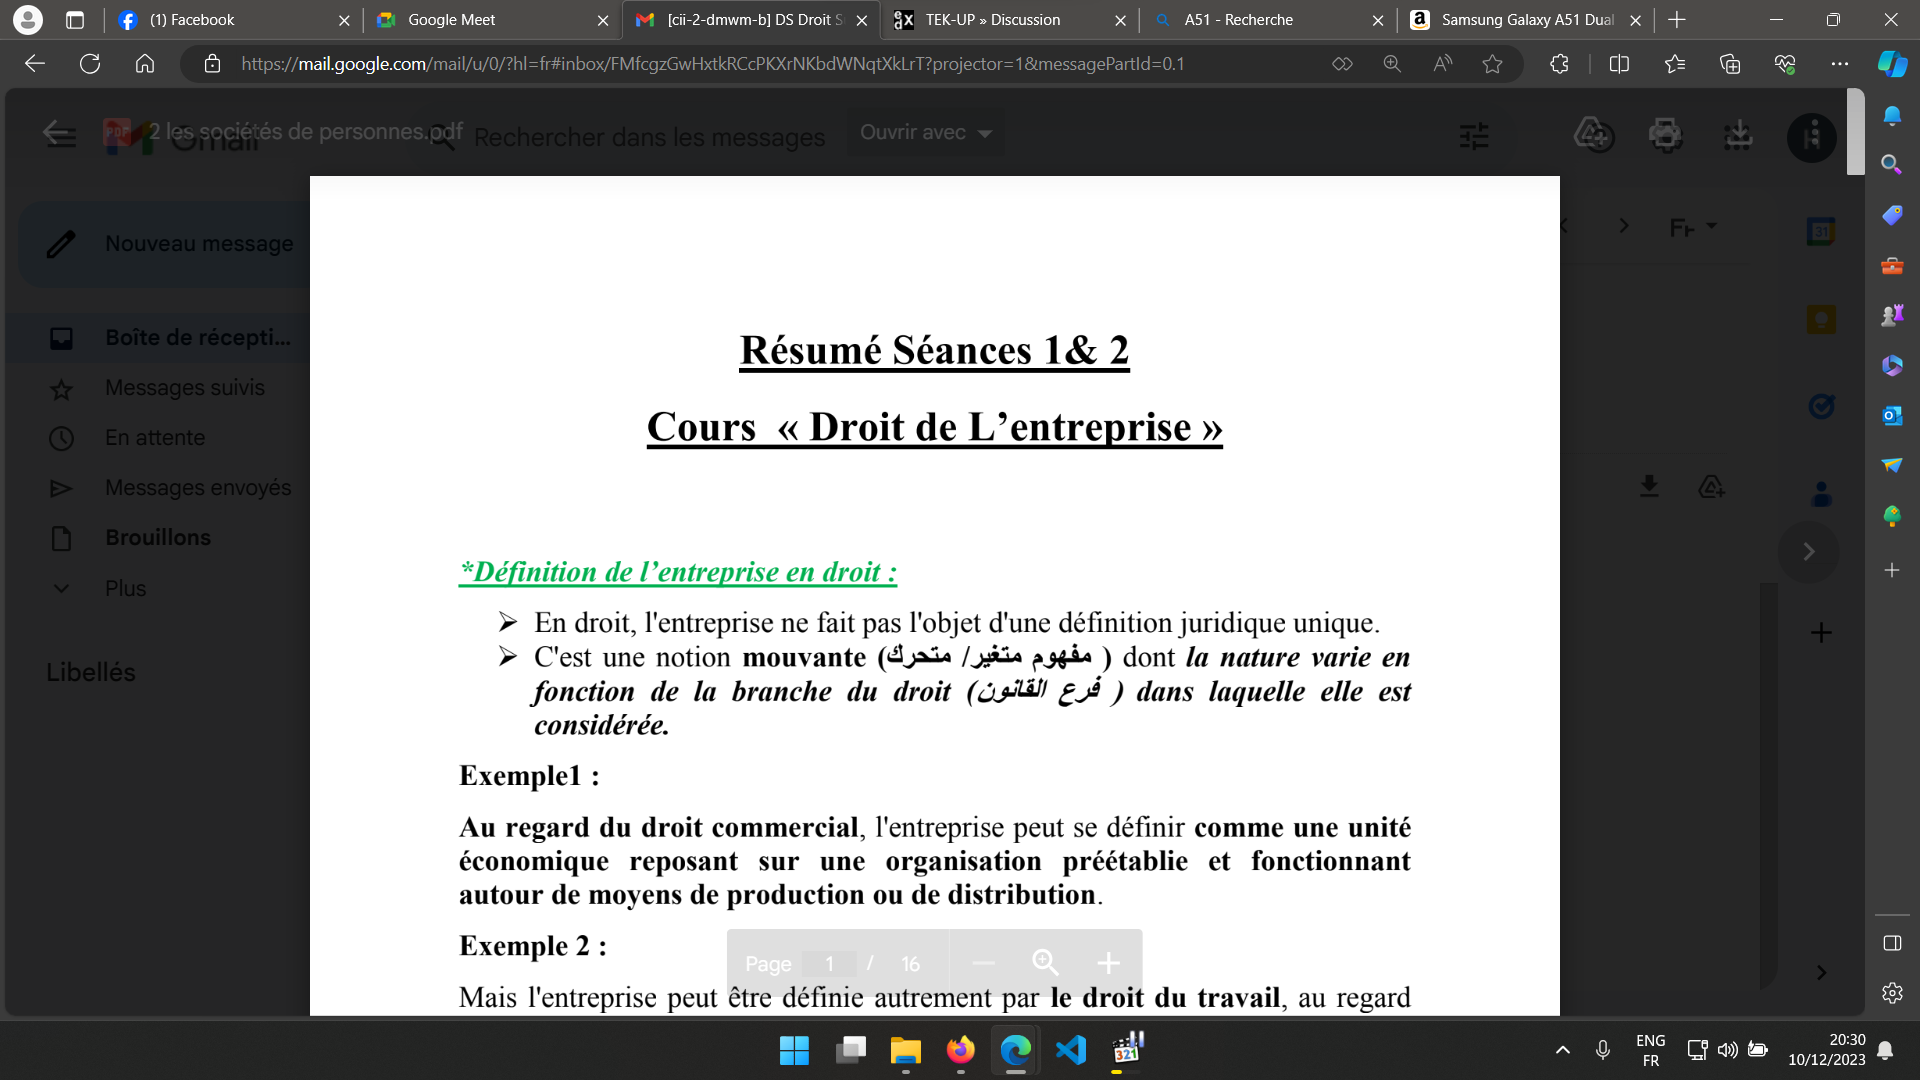 (1) Facebook
Google Meet
[cii-2-dmwm-b] DS Droit
TEK-UP » Discussion
A51 - Recherche
Samsung Galaxy A51 Dual
https://mail.google.com/mail/u/0/?hl=fr#inbox/FMfcgzGwHxtkRCcPKXrNKbdWNqtXkLrT?projector=1&messagePartId=0.1
PDF
2 les sociétés de personnes.pdf
Gmail
Rechercher dans les messages
Ouvrir avec
Nouveau message
Boîte de récepti...
Messages suivis
En attente
Messages envoyés
Brouillons
Plus
Libellés
31
Résumé Séances 1& 2
Cours « Droit de L’entreprise »
*Définition de l’entreprise en droit :
➢ En droit, l'entreprise ne fait pas l'objet d'une définition juridique unique.
➢ C'est une notion mouvante (مفهوم متغير/ متحرك ) dont la nature varie en
fonction de la branche du droit (فرع القانون ) dans laquelle elle est
considérée.
Exemple1 :
Au regard du droit commercial, l'entreprise peut se définir comme une unité
économique reposant sur une organisation préétablie et fonctionnant
autour de moyens de production ou de distribution.
Exemple 2 :
Page 1 / 16
Mais l'entreprise peut être définie autrement par le droit du travail, au regard
321
ENG
FR
20:30
10/12/2023